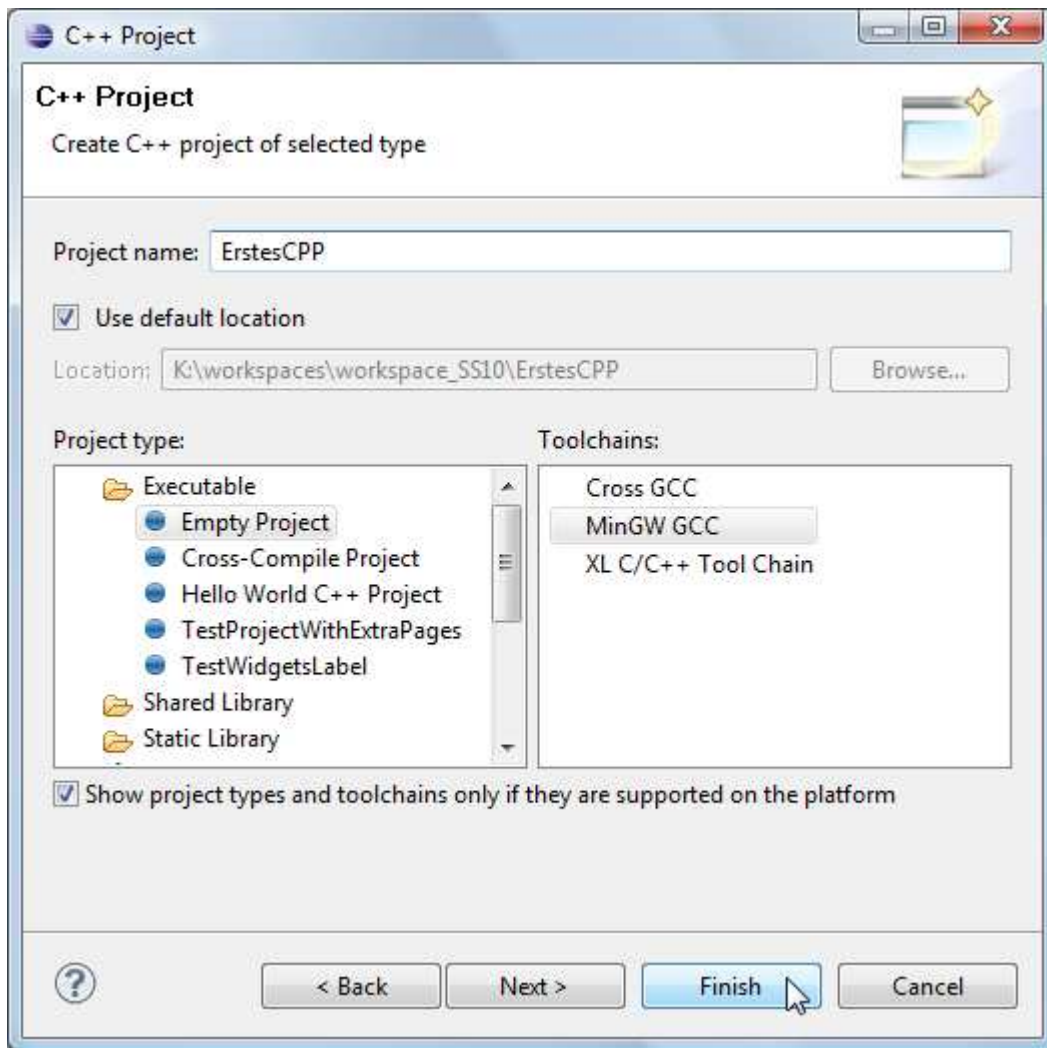 C++ Project
C++ Project
Create C++ project of selected type
Project name: ErstesCPP
Use default location
Location: K:\workspaces\workspace_SS10\ErstesCPP Browse...
Project type: Toolchains:
Executable Cross GCC
Empty Project MinGW GCC
Cross-Compile Project XL C/C++ Tool Chain
Hello World C++ Project
TestProjectWithExtraPages
TestWidgetsLabel
Shared Library
Static Library
Show project types and toolchains only if they are supported on the platform
? < Back Next > Finish Cancel